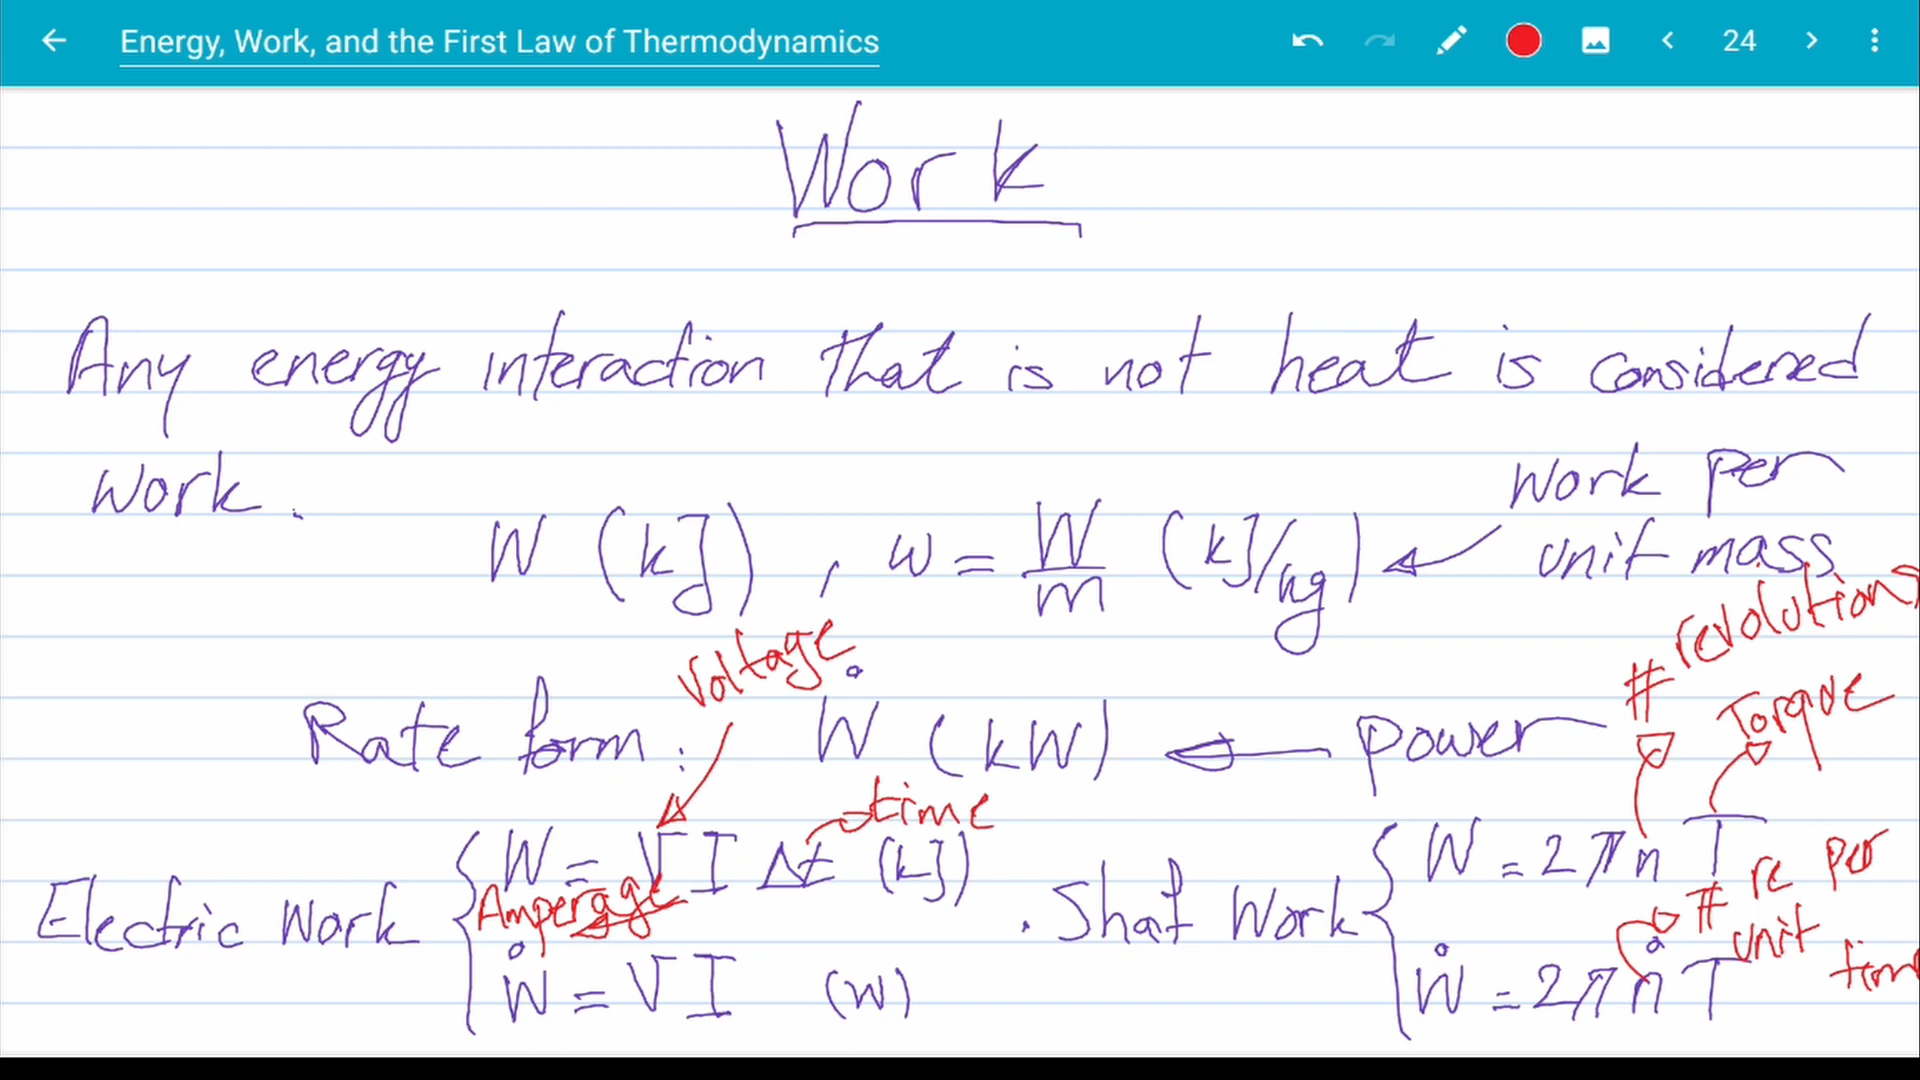 Energy, Work, and the First Law of Thermodynamics 24
Work
Any energy interaction that is not heat is considered
work.
W (kJ) , w = W/m (kJ/kg) ← Work per
unit mass
# revolutions
Voltage
Torque
Rate form : Ẇ (kW) ← power
time
Electric Work { W = V I Δt (kJ) . Shaf Work { W = 2πn T
Amperage
# re per
unit time
Ẇ = V I (W)
Ẇ = 2π ṅ T